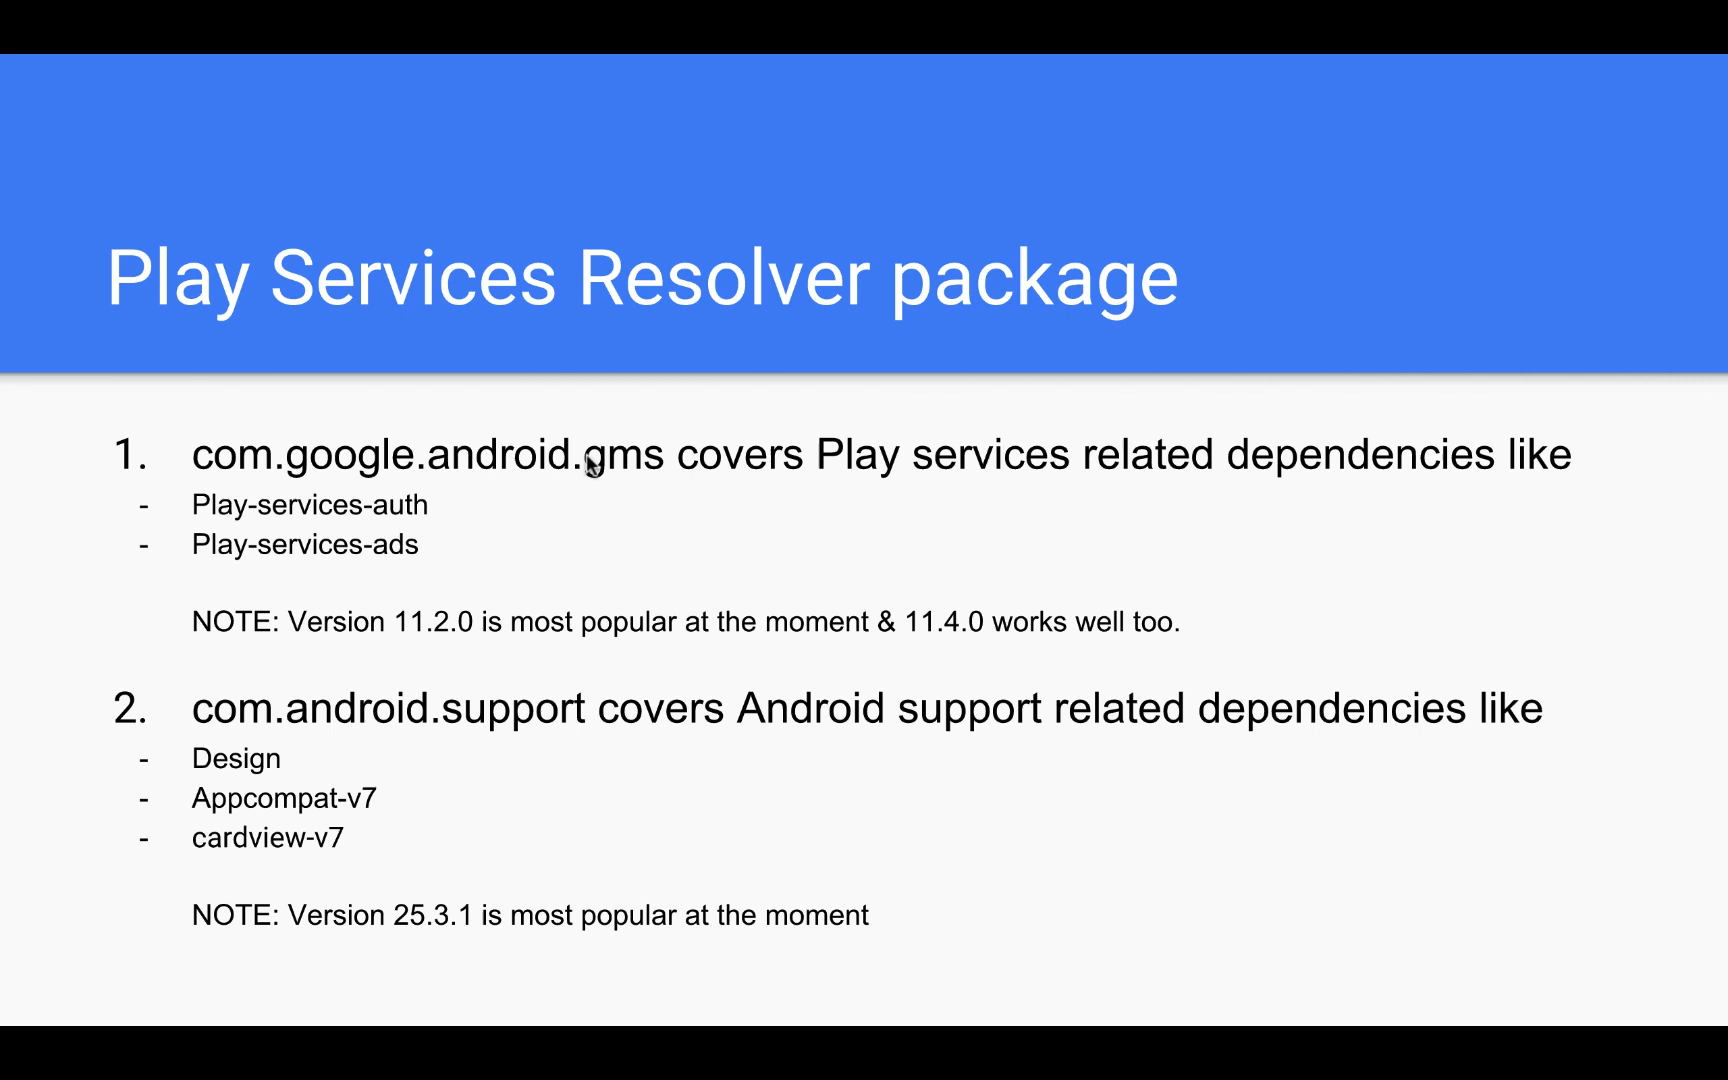 Play Services Resolver package
1. com.google.android.gms covers Play services related dependencies like
- Play-services-auth
- Play-services-ads
NOTE: Version 11.2.0 is most popular at the moment & 11.4.0 works well too.
2. com.android.support covers Android support related dependencies like
- Design
- Appcompat-v7
- cardview-v7
NOTE: Version 25.3.1 is most popular at the moment